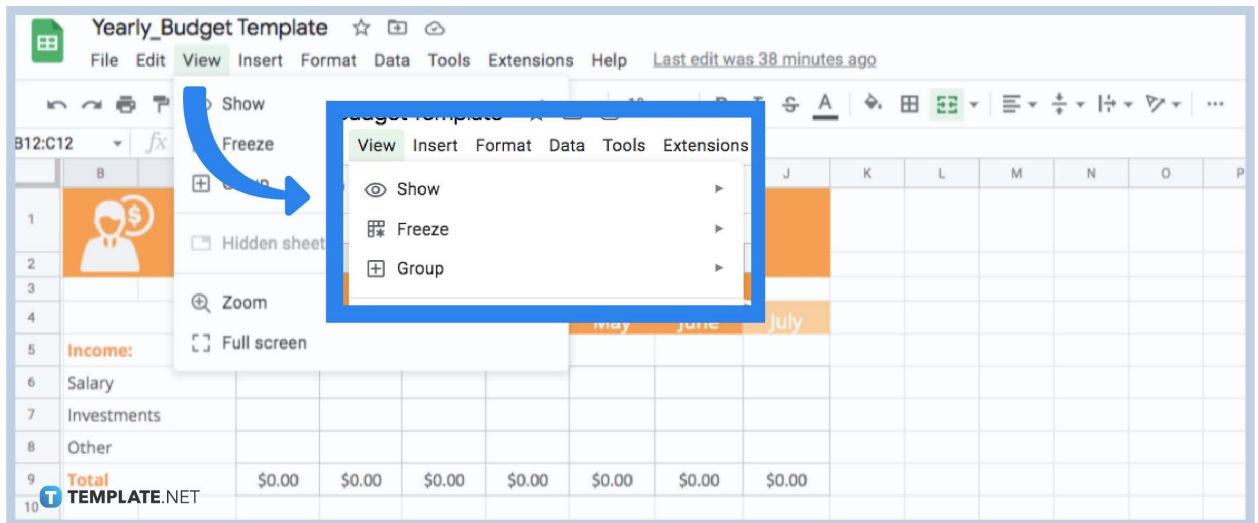 Yearly_Budget Template
File Edit View Insert Format Data Tools Extensions Help Last edit was 38 minutes ago
Show
B12:C12 fx Freeze
View Insert Format Data Tools Extensions
B J K L M N O P
Show
1
Freeze
Hidden sheet
2
Group
3
Zoom
4 May June July
Full screen
5 Income:
6 Salary
7 Investments
8 Other
9 Total $0.00 $0.00 $0.00 $0.00 $0.00 $0.00 $0.00
T TEMPLATE.NET
10